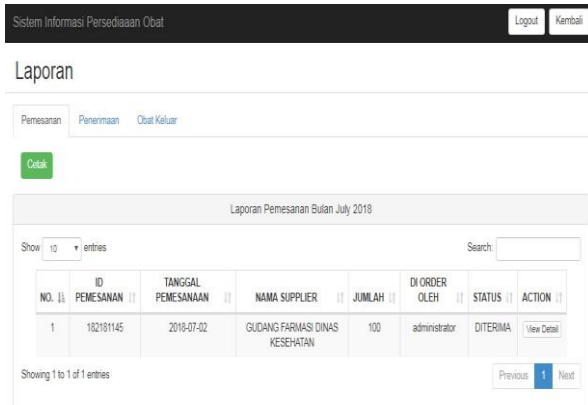 Sistem Informasi Persediaaan Obat Logout Kembali
Laporan
Pemesanan Penerimaan Obat Keluar
Cetak
Laporan Pemesanan Bulan July 2018
Show 10 entries Search:
NO. ID PEMESANAN TANGGAL PEMESANAAN NAMA SUPPLIER JUMLAH DI ORDER OLEH STATUS ACTION
1 182181145 2018-07-02 GUDANG FARMASI DINAS KESEHATAN 100 administrator DITERIMA View Detail
Showing 1 to 1 of 1 entries Previous 1 Next